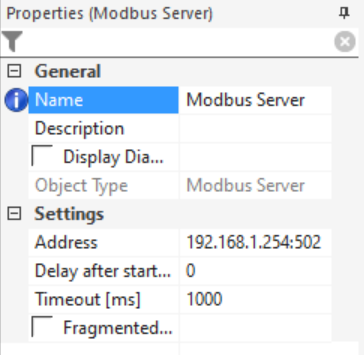 Properties (Modbus Server)
General
Name Modbus Server
Description
Display Dia...
Object Type Modbus Server
Settings
Address 192.168.1.254:502
Delay after start... 0
Timeout [ms] 1000
Fragmented...